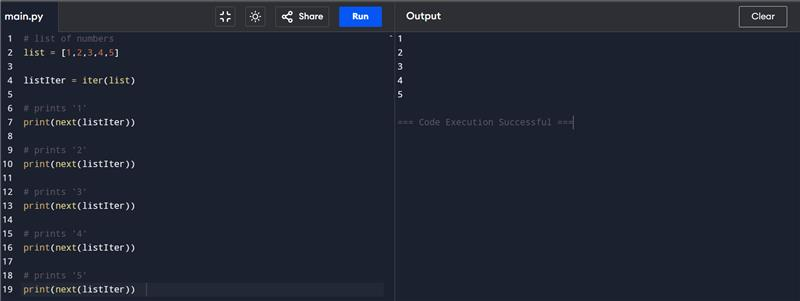 main.py
Share
Run
Output
Clear
1 # list of numbers
2 list = [1,2,3,4,5]
3
4 listIter = iter(list)
5
6 # prints '1'
7 print(next(listIter))
8
9 # prints '2'
10 print(next(listIter))
11
12 # prints '3'
13 print(next(listIter))
14
15 # prints '4'
16 print(next(listIter))
17
18 # prints '5'
19 print(next(listIter))
1
2
3
4
5
=== Code Execution Successful ===